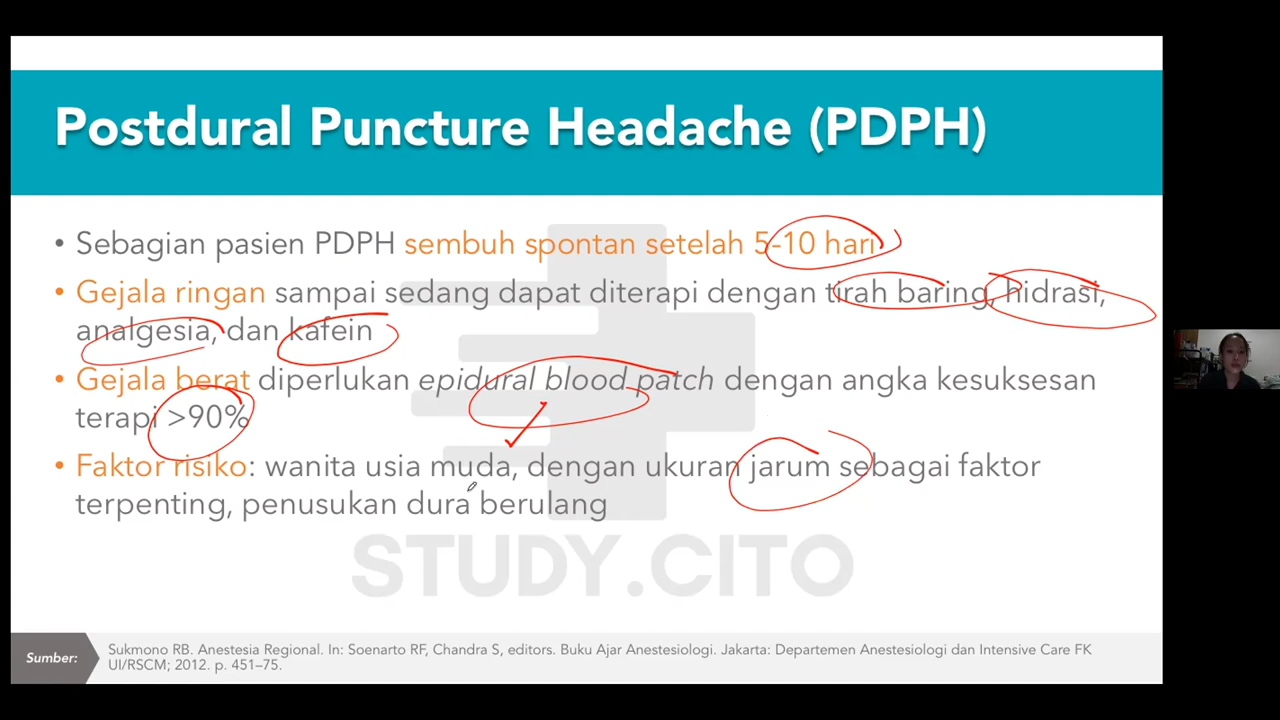 Postdural Puncture Headache (PDPH)
• Sebagian pasien PDPH sembuh spontan setelah 5-10 hari
• Gejala ringan sampai sedang dapat diterapi dengan tirah baring, hidrasi,
analgesia, dan kafein
• Gejala berat diperlukan epidural blood patch dengan angka kesuksesan
terapi >90%
• Faktor risiko: wanita usia muda, dengan ukuran jarum sebagai faktor
terpenting, penusukan dura berulang
STUDY.CITO
Sumber:
Sukmono RB. Anestesia Regional. In: Soenarto RF, Chandra S, editors. Buku Ajar Anestesiologi. Jakarta: Departemen Anestesiologi dan Intensive Care FK
UI/RSCM; 2012. p. 451–75.